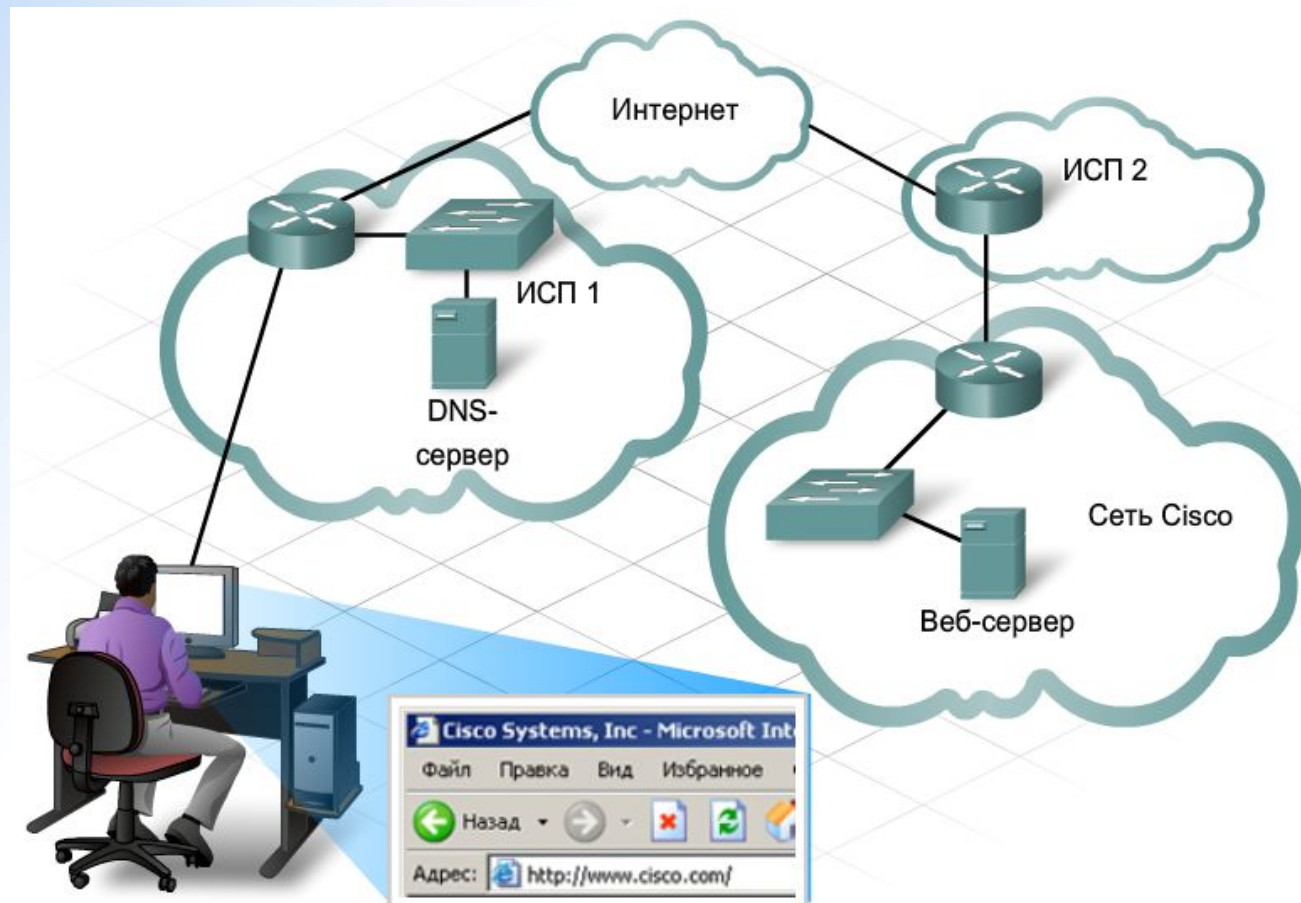 Интернет
ИСП 2
ИСП 1
DNS-
сервер
Сеть Cisco
Веб-сервер
Cisco Systems, Inc - Microsoft
Файл Правка Вид Избранное
Назад
Адрес: http://www.cisco.com/